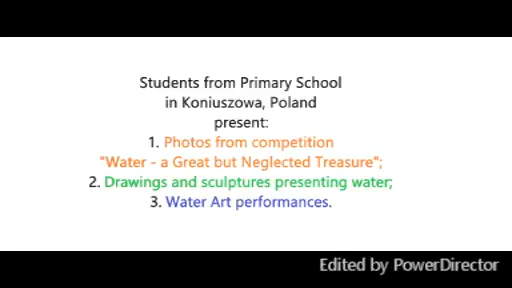 Students from Primary School
in Koniuszowa, Poland
present:
1. Photos from competition
"Water - a Great but Neglected Treasure";
2. Drawings and sculptures presenting water;
3. Water Art performances.
Edited by PowerDirector